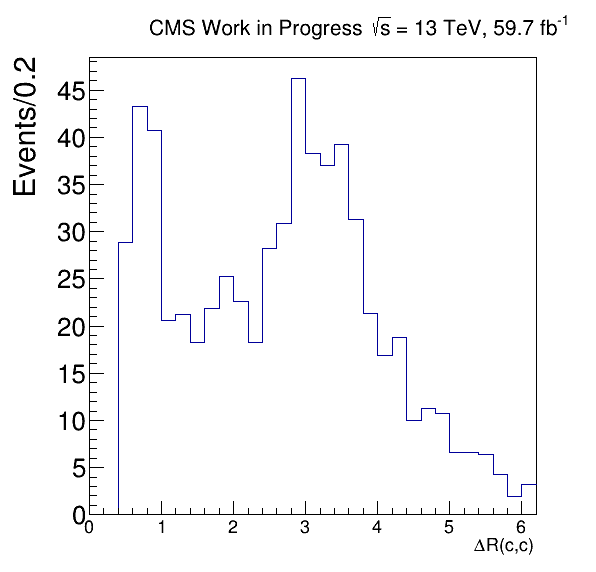 CMS Work in Progress √s = 13 TeV, 59.7 fb⁻¹
Events/0.2
45
40
35
30
25
20
15
10
5
0
0 1 2 3 4 5 6
ΔR(c,c)